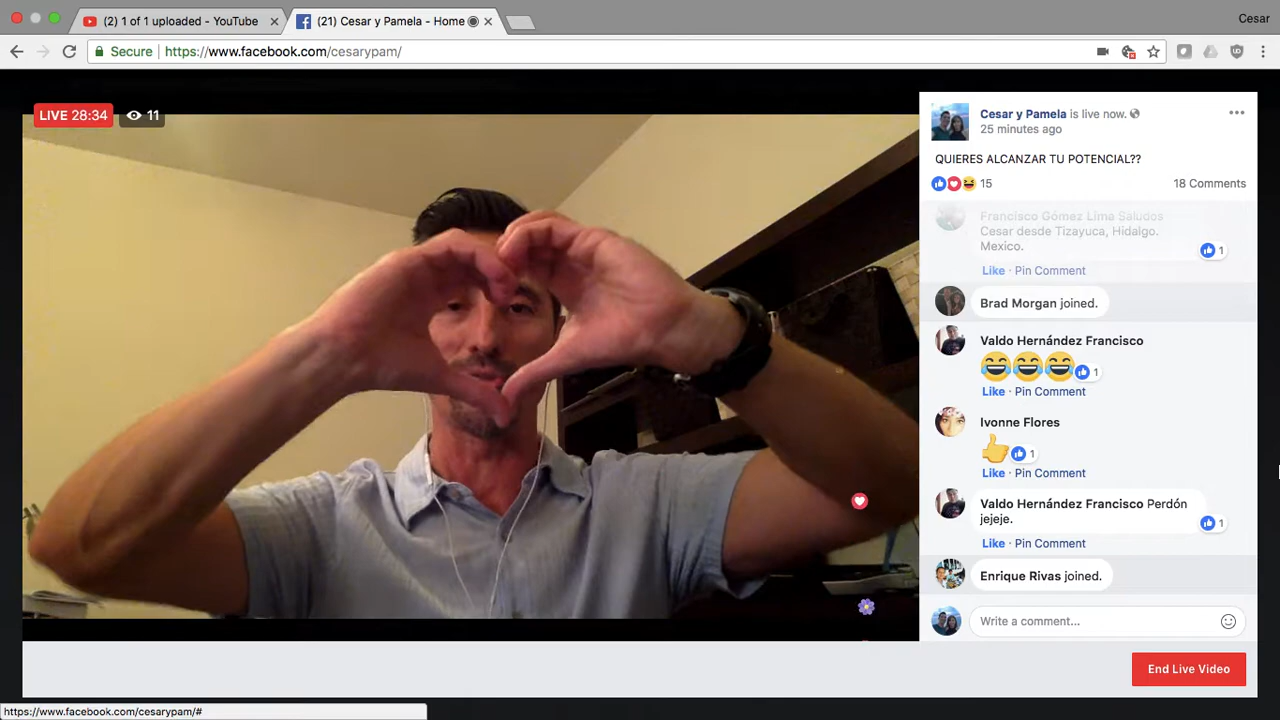 (2) 1 of 1 uploaded - YouTube
(21) Cesar y Pamela - Home
Cesar
Secure
https://www.facebook.com/cesarypam/
LIVE 28:34
11
Cesar y Pamela is live now.
25 minutes ago
QUIERES ALCANZAR TU POTENCIAL??
15
18 Comments
Francisco Gómez Lima Saludos
Cesar desde Tizayuca, Hidalgo.
Mexico.
1
Like · Pin Comment
Brad Morgan joined.
Valdo Hernández Francisco
1
Like · Pin Comment
Ivonne Flores
1
Like · Pin Comment
Valdo Hernández Francisco Perdón
jejeje.
1
Like · Pin Comment
Enrique Rivas joined.
Write a comment...
End Live Video
https://www.facebook.com/cesarypam/#